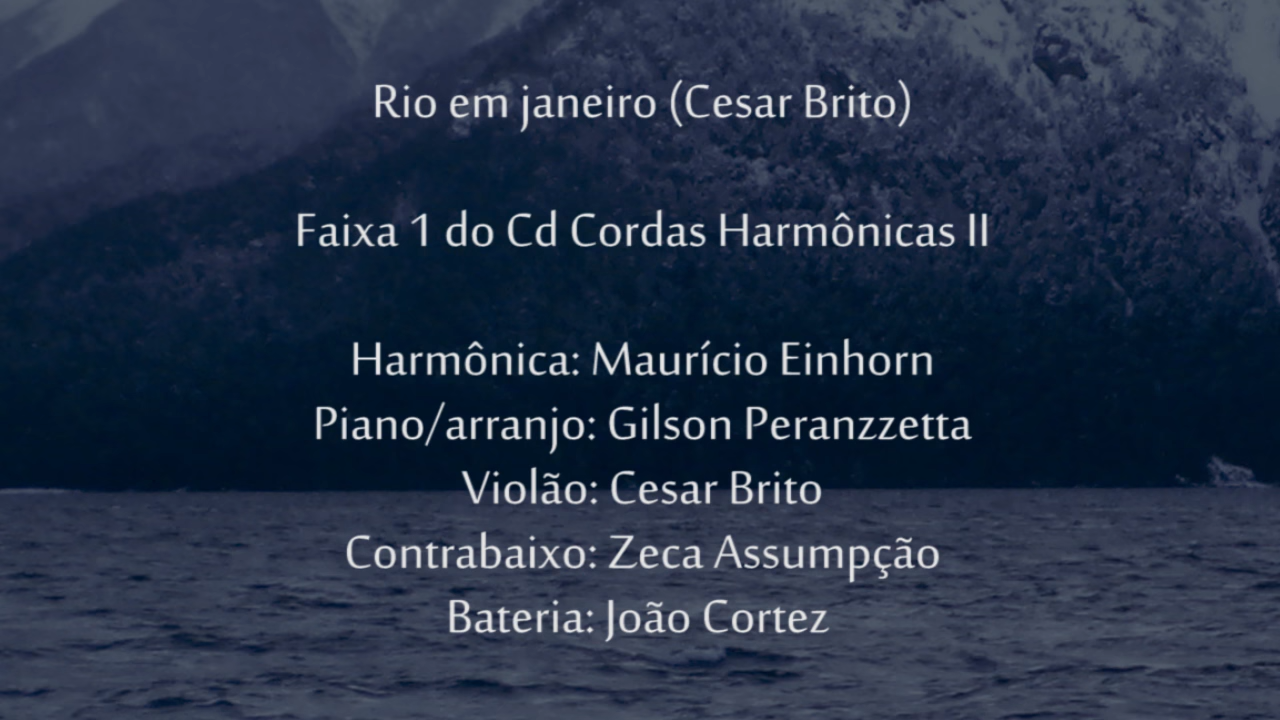 Rio em janeiro (Cesar Brito)
Faixa 1 do Cd Cordas Harmônicas II
Harmônica: Maurício Einhorn
Piano/arranjo: Gilson Peranzzetta
Violão: Cesar Brito
Contrabaixo: Zeca Assumpção
Bateria: João Cortez